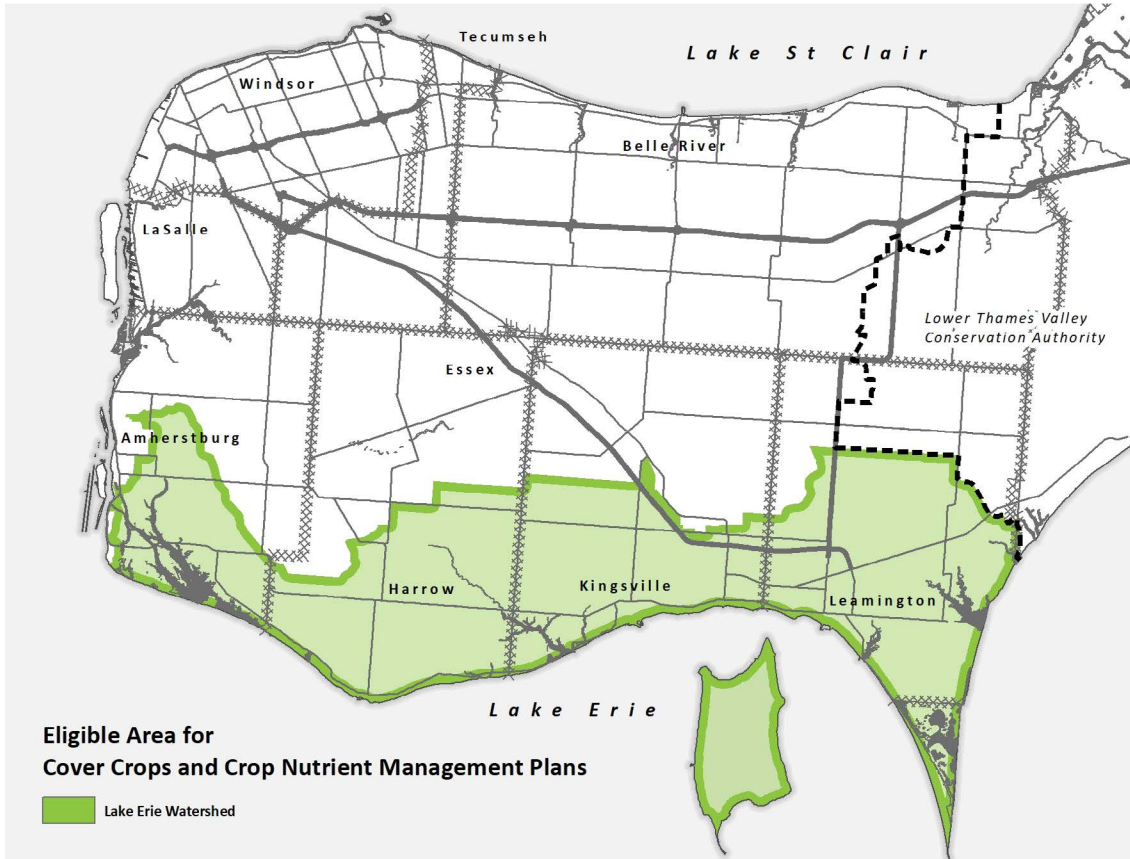 Tecumseh
Lake St Clair
Windsor
Belle River
LaSalle
Lower Thames Valley
Conservation Authority
Essex
Amherstburg
Harrow
Kingsville
Leamington
Lake Erie
Eligible Area for
Cover Crops and Crop Nutrient Management Plans
Lake Erie Watershed